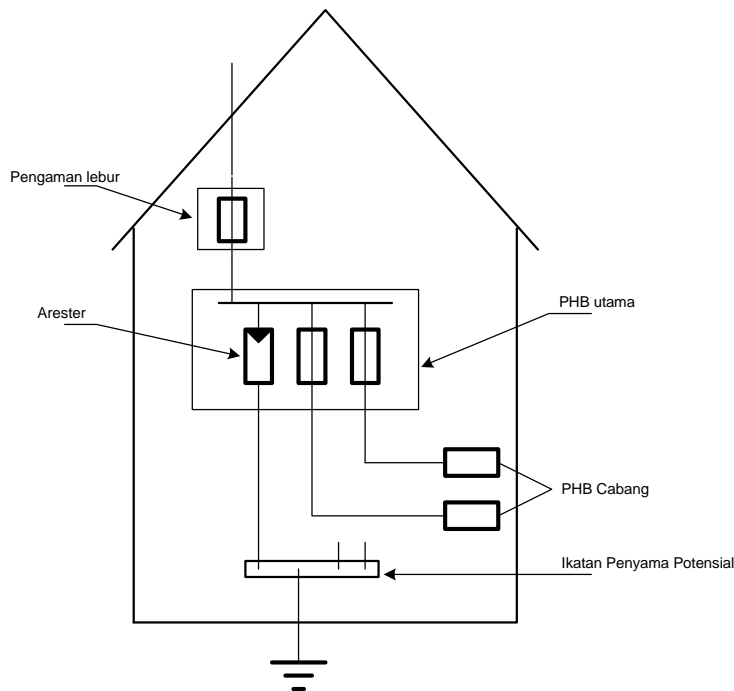 Pengaman lebur
Arester
PHB utama
PHB Cabang
Ikatan Penyama Potensial